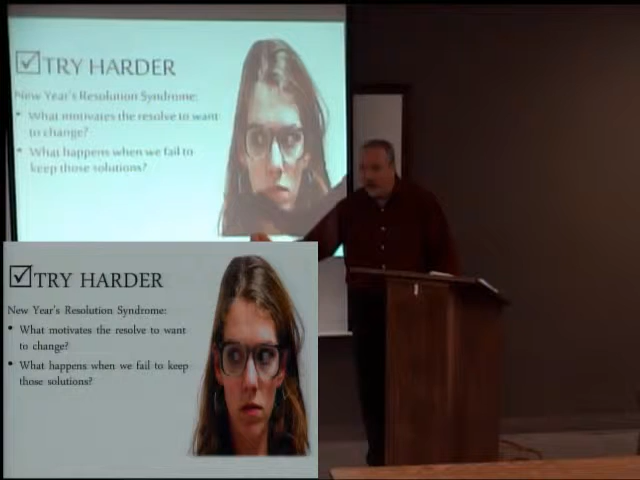 TRY HARDER
New Year's Resolution Syndrome:
• What motivates the resolve to want
to change?
• What happens when we fail to
keep those solutions?
TRY HARDER
New Year's Resolution Syndrome:
• What motivates the resolve to want
to change?
• What happens when we fail to keep
those solutions?